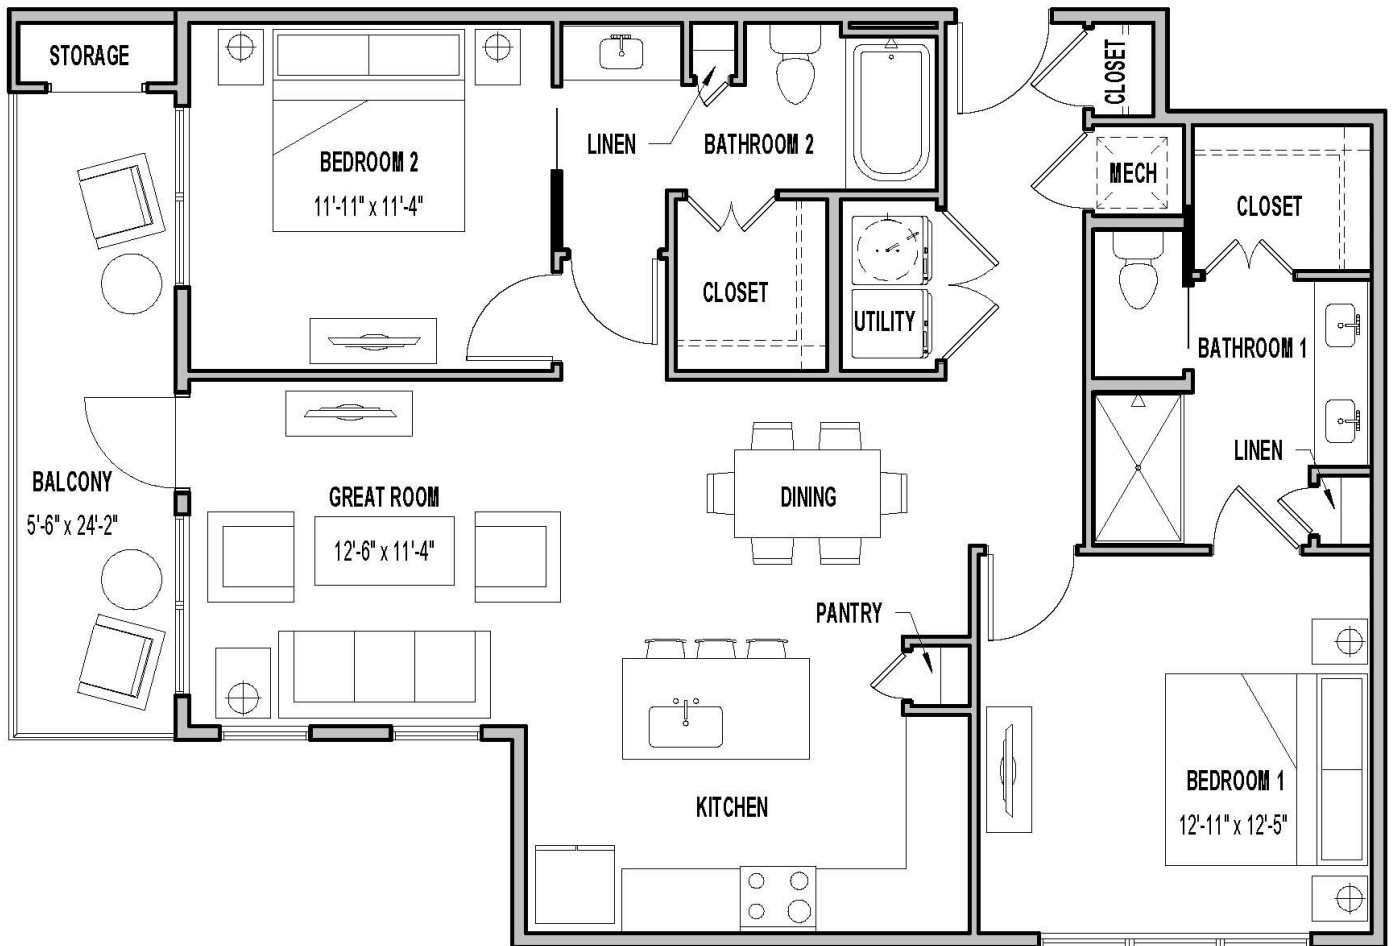 STORAGE
BEDROOM 2
11'-11" x 11'-4"
LINEN
BATHROOM 2
CLOSET
MECH
CLOSET
CLOSET
UTILITY
BATHROOM 1
LINEN
BALCONY
5'-6" x 24'-2"
GREAT ROOM
12'-6" x 11'-4"
DINING
PANTRY
KITCHEN
BEDROOM 1
12'-11" x 12'-5"